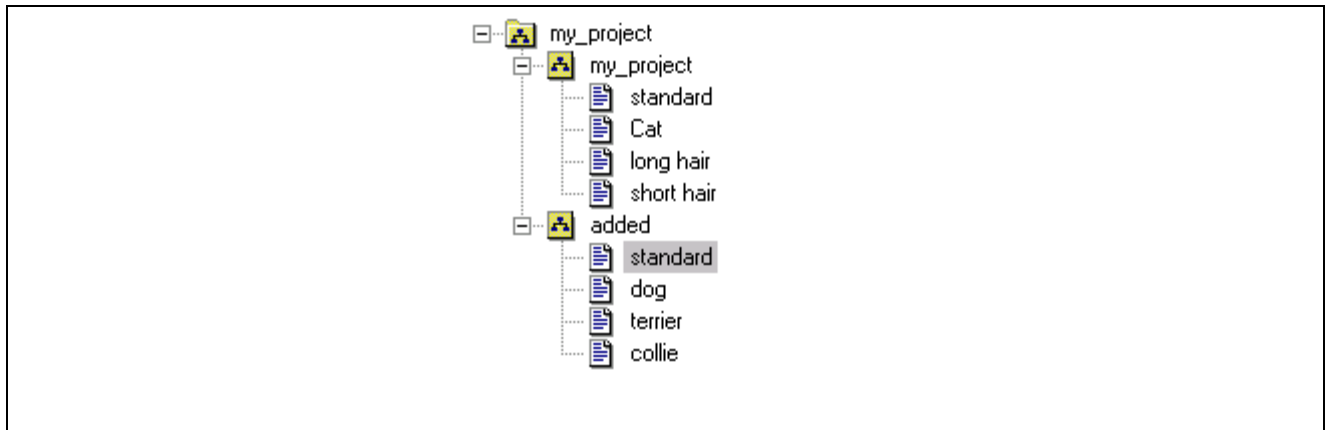 my_project
my_project
standard
Cat
long hair
short hair
added
standard
dog
terrier
collie